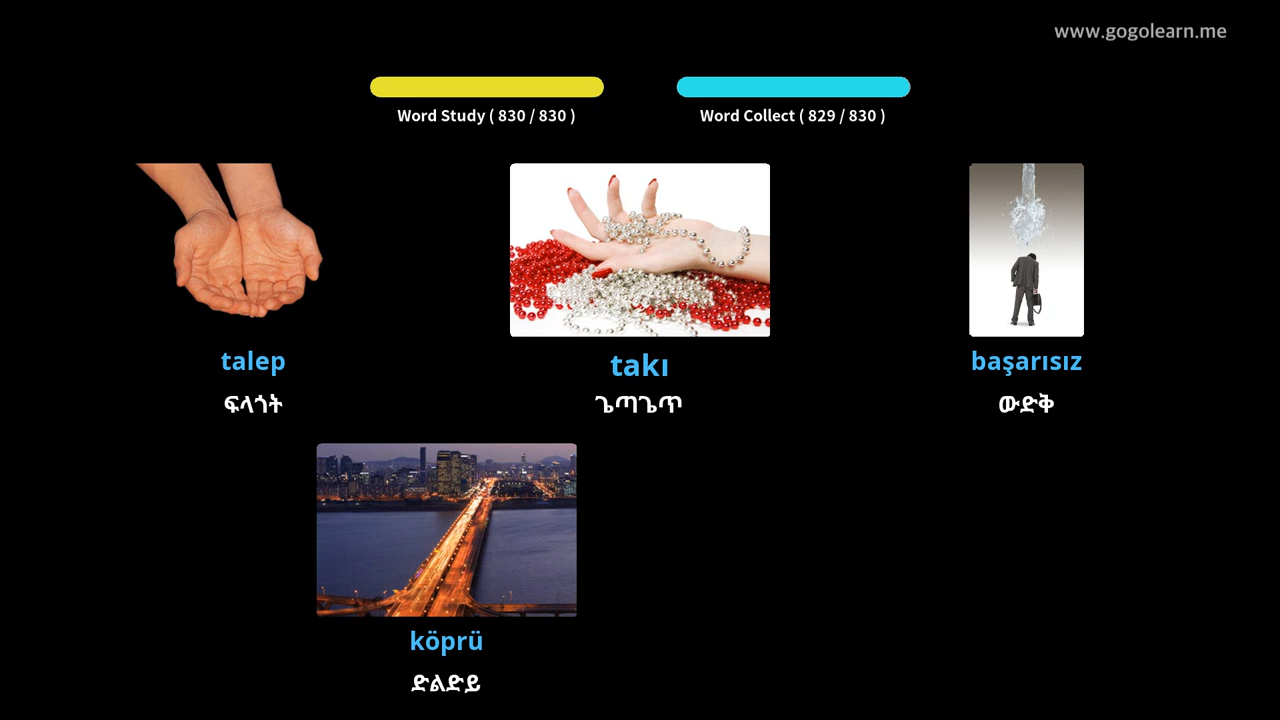 www.gogolearn.me
Word Study ( 830 / 830 )
Word Collect ( 829 / 830 )
talep
takı
başarısız
ፍላጎት
ጌጣጌጥ
ውድቅ
köprü
ድልድይ